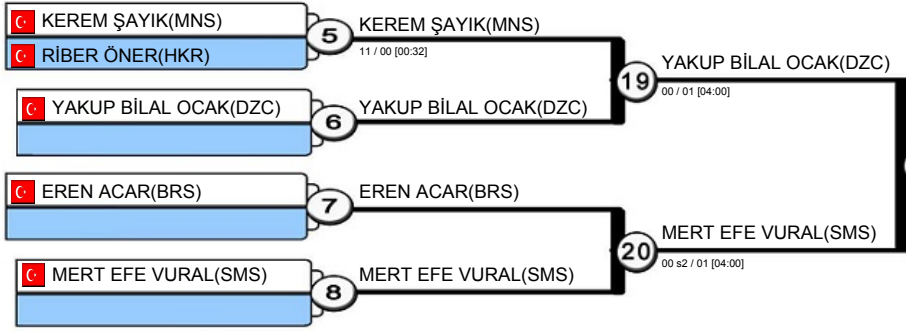 KEREM ŞAYIK(MNS)
RİBER ÖNER(HKR)
5
KEREM ŞAYIK(MNS)
11 / 00 [00:32]
YAKUP BİLAL OCAK(DZC)
6
YAKUP BİLAL OCAK(DZC)
19
YAKUP BİLAL OCAK(DZC)
00 / 01 [04:00]
EREN ACAR(BRS)
7
EREN ACAR(BRS)
MERT EFE VURAL(SMS)
8
MERT EFE VURAL(SMS)
20
MERT EFE VURAL(SMS)
00 s2 / 01 [04:00]